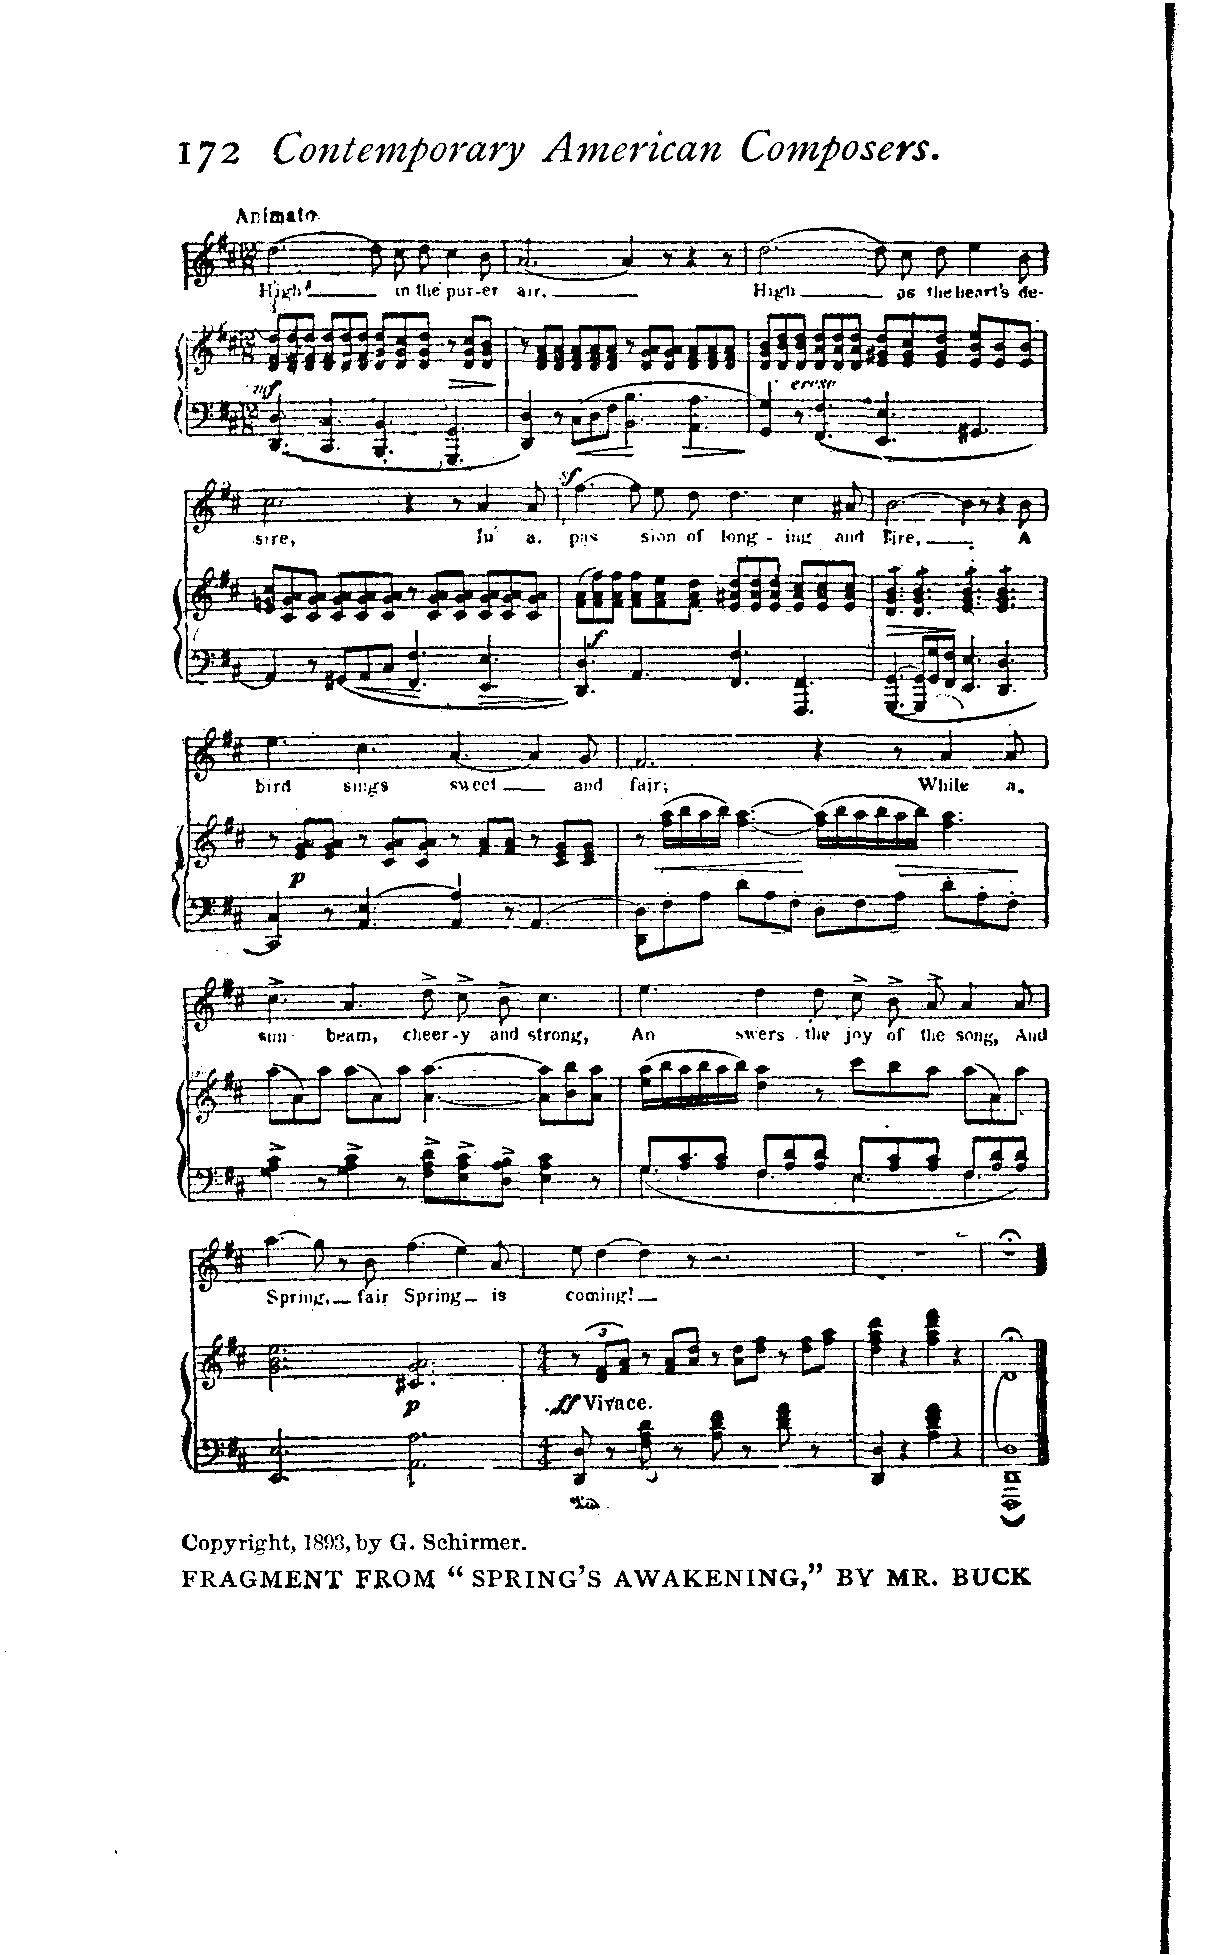 172 Contemporary American Composers.
Animato.
High in the pur-er air. High as the heart's de-
mf cresc
sire, In a pas sion of long - ing and Fire, A
sf
f
bird sings sweet and fair; While a
p
sun beam, cheer-y and strong, An swers the joy of the song, And
Spring, fair Spring is coming!
3
p ff Vivace.
Copyright, 1893, by G. Schirmer.
FRAGMENT FROM "SPRING'S AWAKENING," BY MR. BUCK